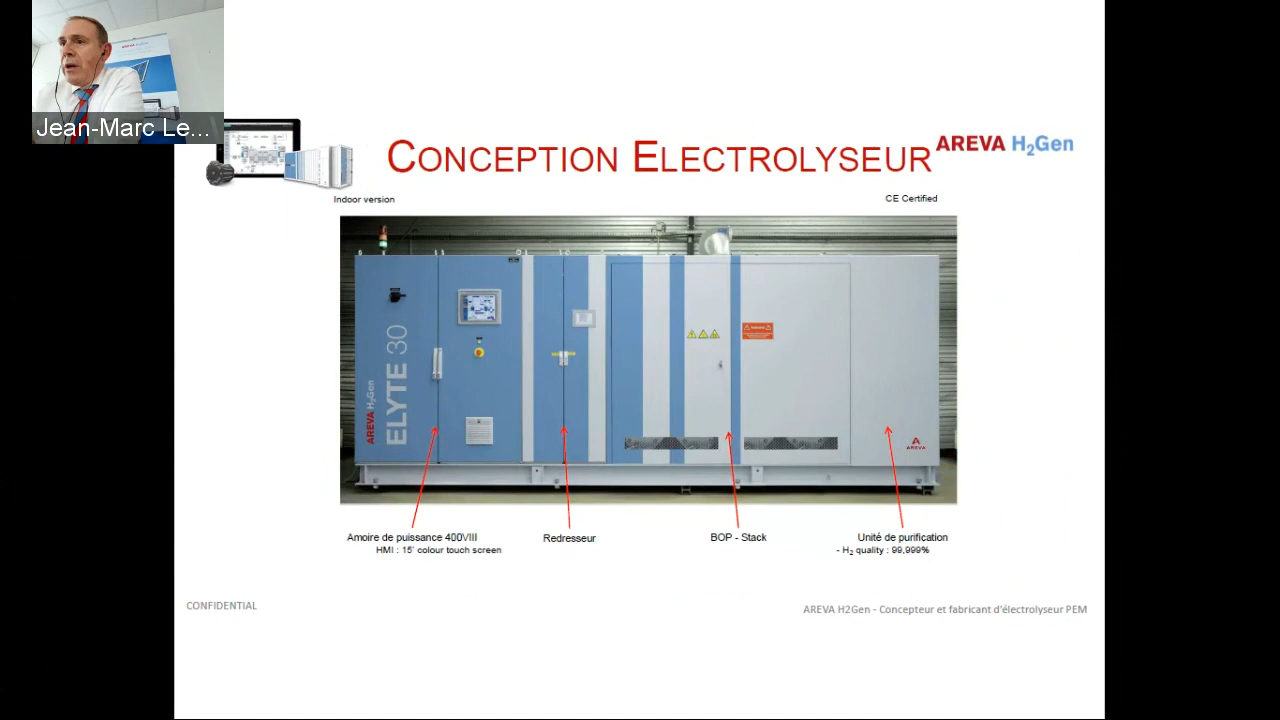 Jean-Marc Le...
CONCEPTION ELECTROLYSEUR
AREVA H2Gen
Indoor version
CE Certified
AREVA H2Gen
ELYTE 30
AREVA
Amoire de puissance 400VIII
HMI : 15' colour touch screen
Redresseur
BOP - Stack
Unité de purification
- H2 quality : 99,999%
CONFIDENTIAL
AREVA H2Gen - Concepteur et fabricant d'électrolyseur PEM